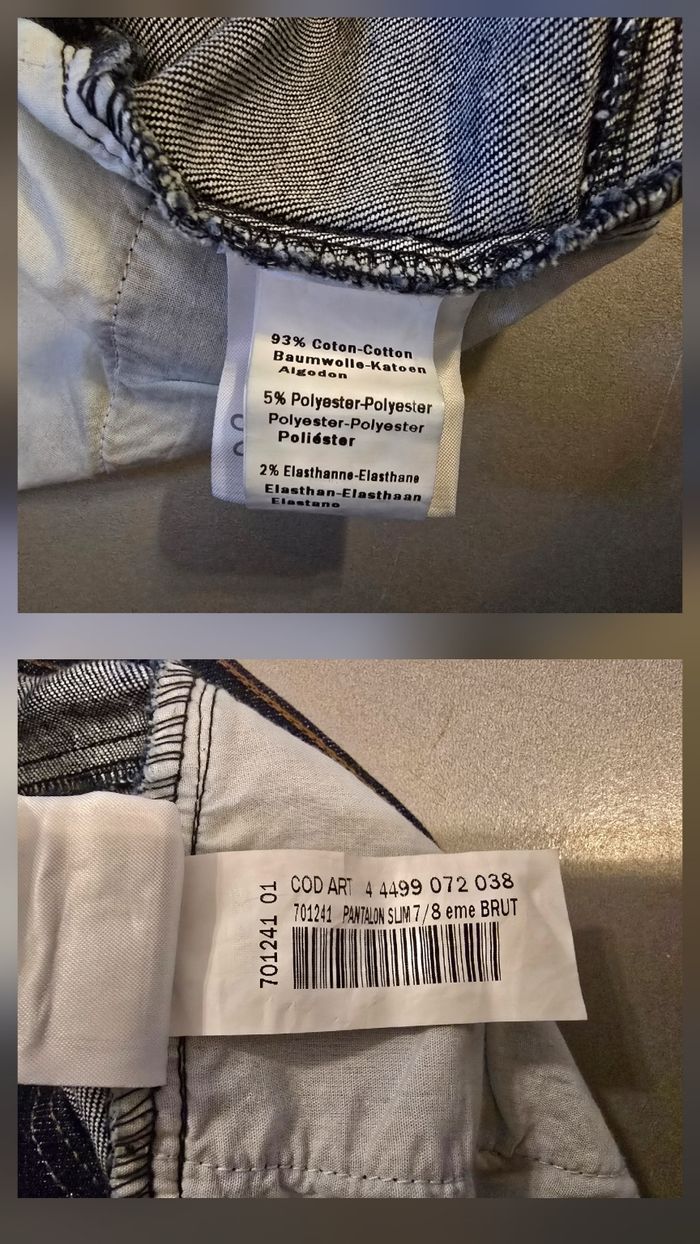 93% Coton-Cotton
Baumwolle-Katoen
Algodon
5% Polyester-Polyester
Polyester-Polyester
Poliéster
2% Elasthanne-Elasthane
Elasthan-Elasthaan
Elastano
701241 01
COD ART 4 4499 072 038
701241 PANTALON SLIM 7/8 eme BRUT